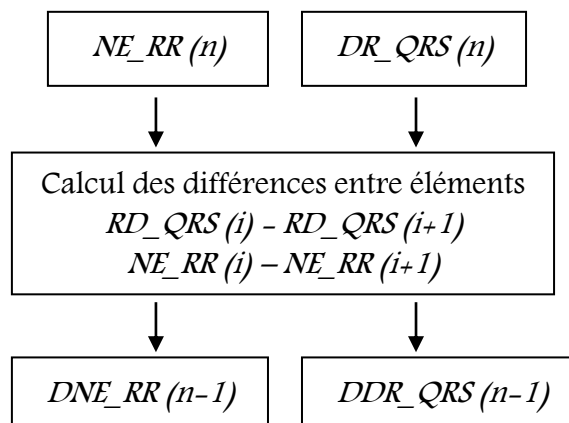 NE_RR (n)
DR_QRS (n)
Calcul des différences entre éléments
RD_QRS (i) - RD_QRS (i+1)
NE_RR (i) – NE_RR (i+1)
DNE_RR (n-1)
DDR_QRS (n-1)